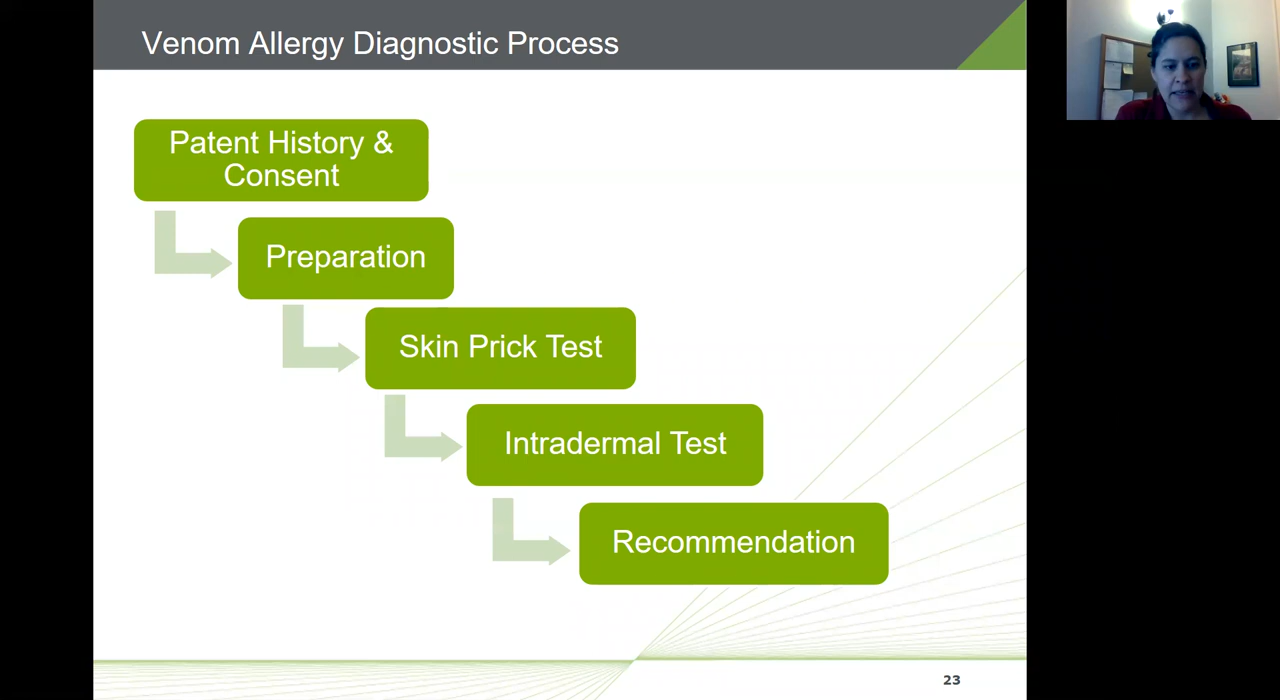 Venom Allergy Diagnostic Process
Patent History &
Consent
Preparation
Skin Prick Test
Intradermal Test
Recommendation
23